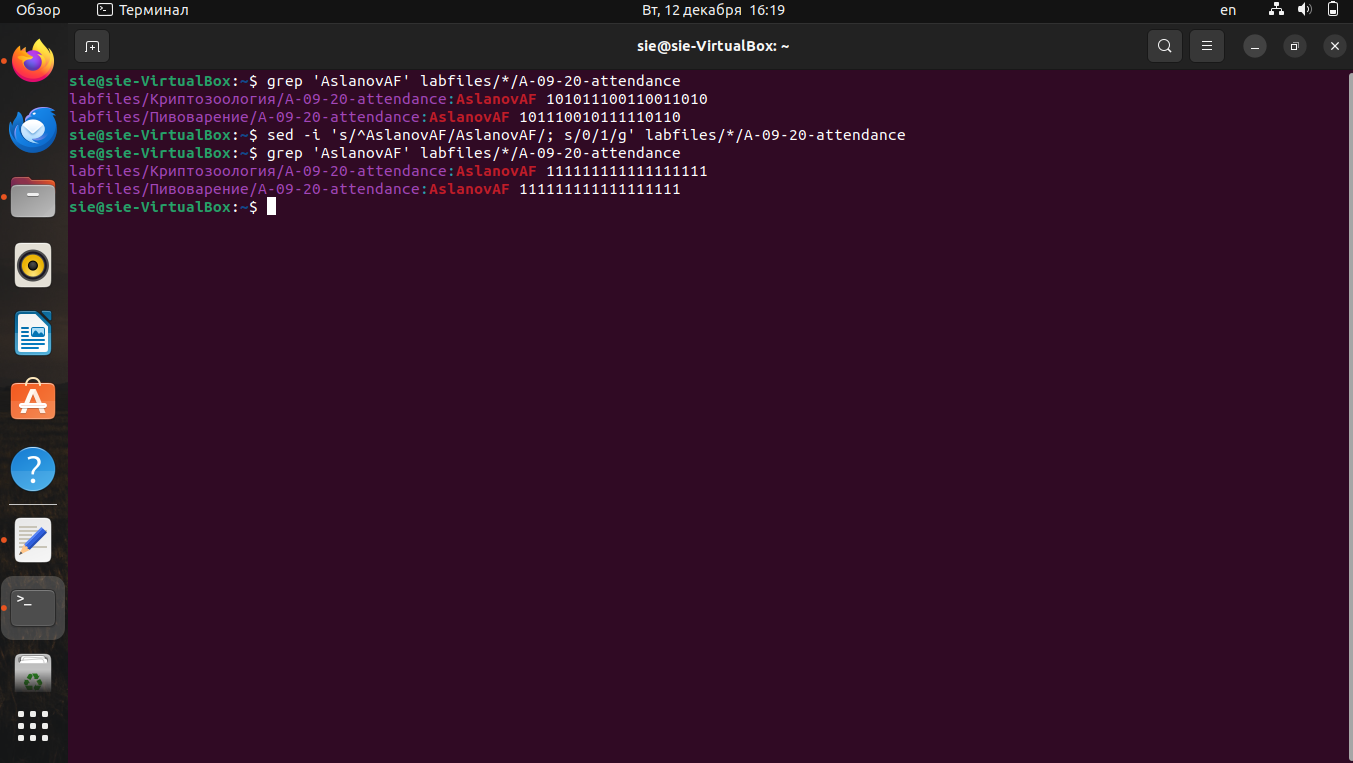 Обзор Терминал Вт, 12 декабря 16:19 en
sie@sie-VirtualBox: ~
sie@sie-VirtualBox:~$ grep 'AslanovAF' labfiles/*/A-09-20-attendance
labfiles/Криптозоология/A-09-20-attendance:AslanovAF 101011100110011010
labfiles/Пивоварение/A-09-20-attendance:AslanovAF 101110010111110110
sie@sie-VirtualBox:~$ sed -i 's/^AslanovAF/AslanovAF/; s/0/1/g' labfiles/*/A-09-20-attendance
sie@sie-VirtualBox:~$ grep 'AslanovAF' labfiles/*/A-09-20-attendance
labfiles/Криптозоология/A-09-20-attendance:AslanovAF 111111111111111111
labfiles/Пивоварение/A-09-20-attendance:AslanovAF 111111111111111111
sie@sie-VirtualBox:~$